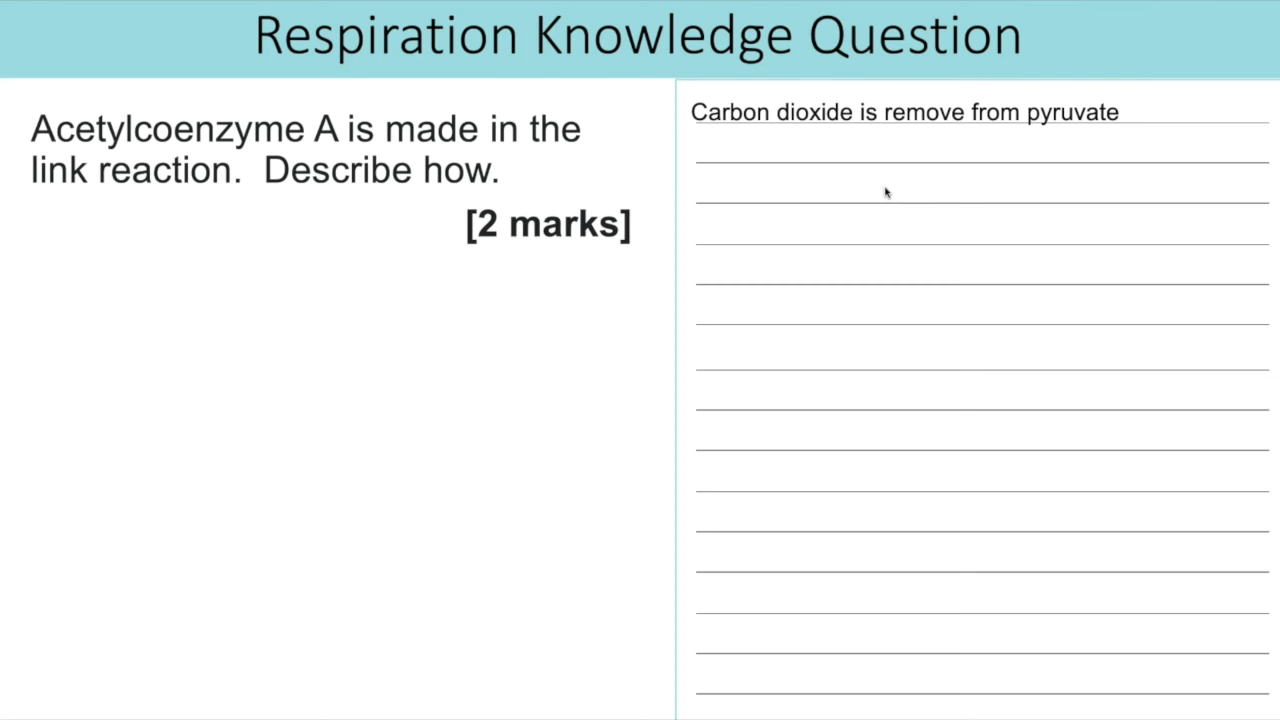 Respiration Knowledge Question
Acetylcoenzyme A is made in the
link reaction.  Describe how.
[2 marks]
Carbon dioxide is remove from pyruvate